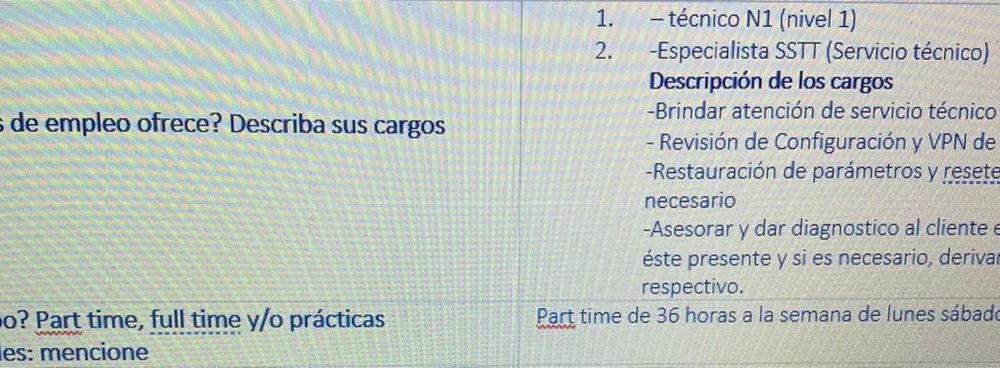 1. – técnico N1 (nivel 1)
2. -Especialista SSTT (Servicio técnico)
Descripción de los cargos
-Brindar atención de servicio técnico
- Revisión de Configuración y VPN de
-Restauración de parámetros y resete
necesario
-Asesorar y dar diagnostico al cliente e
éste presente y si es necesario, derivar
respectivo.
s de empleo ofrece? Describa sus cargos
po? Part time, full time y/o prácticas
les: mencione
Part time de 36 horas a la semana de lunes sábado